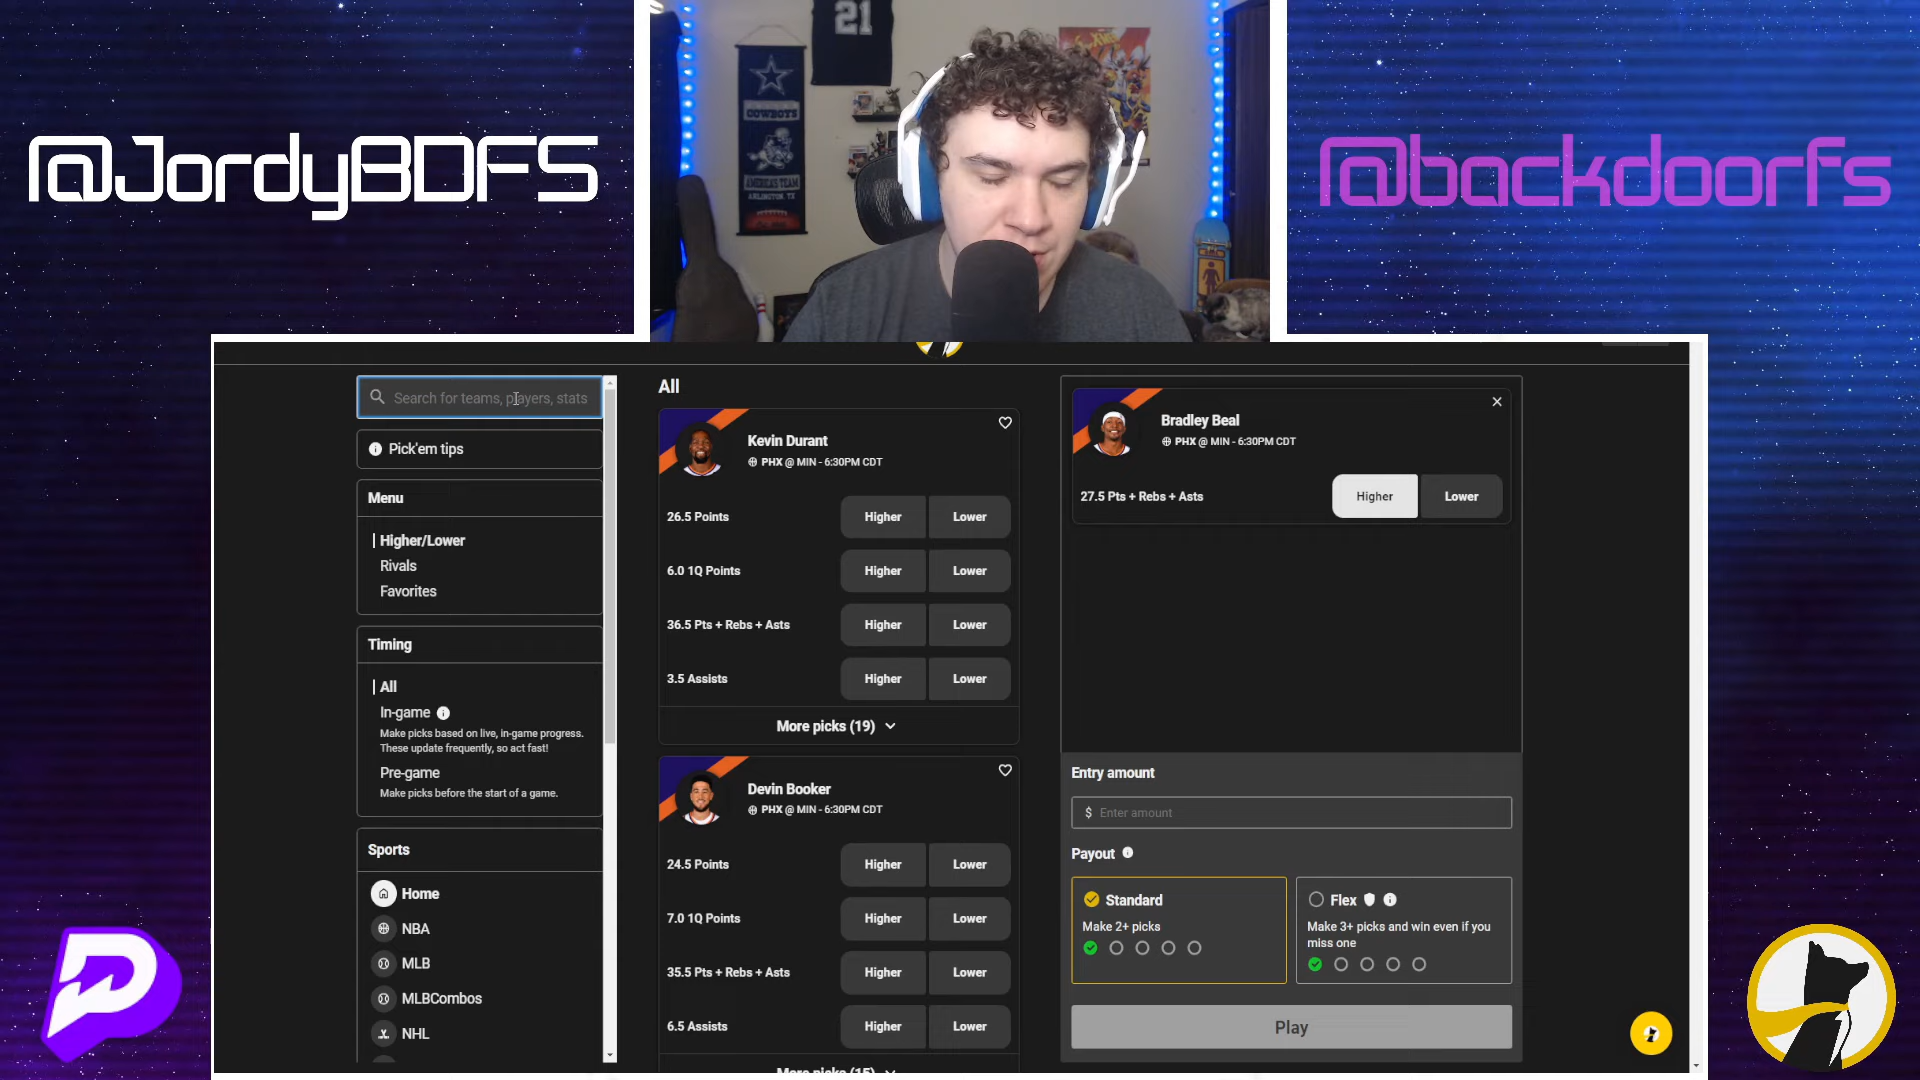 @JordyBDFS
21
COWBOYS
AMERICA'S TEAM
ARLINGTON, TX
@backdoorfs
Search for teams, players, stats
Pick'em tips
Menu
Higher/Lower
Rivals
Favorites
Timing
All
In-game
Make picks based on live, in-game progress.
These update frequently, so act fast!
Pre-game
Make picks before the start of a game.
Sports
Home
NBA
MLB
MLBCombos
NHL
All
Kevin Durant
PHX @ MIN - 6:30PM CDT
26.5 Points Higher Lower
6.0 1Q Points Higher Lower
36.5 Pts + Rebs + Asts Higher Lower
3.5 Assists Higher Lower
More picks (19)
Devin Booker
PHX @ MIN - 6:30PM CDT
24.5 Points Higher Lower
7.0 1Q Points Higher Lower
35.5 Pts + Rebs + Asts Higher Lower
6.5 Assists Higher Lower
More picks (15)
Bradley Beal
PHX @ MIN - 6:30PM CDT
27.5 Pts + Rebs + Asts Higher Lower
Entry amount
$ Enter amount
Payout
Standard
Make 2+ picks
Flex
Make 3+ picks and win even if you
miss one
Play